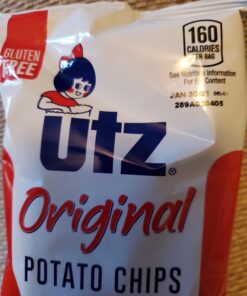 GLUTEN
FREE
160
CALORIES
PER BAG
See Nutrition Information
For Fat Content
JAN 30'21
Utz®
Original
POTATO CHIPS